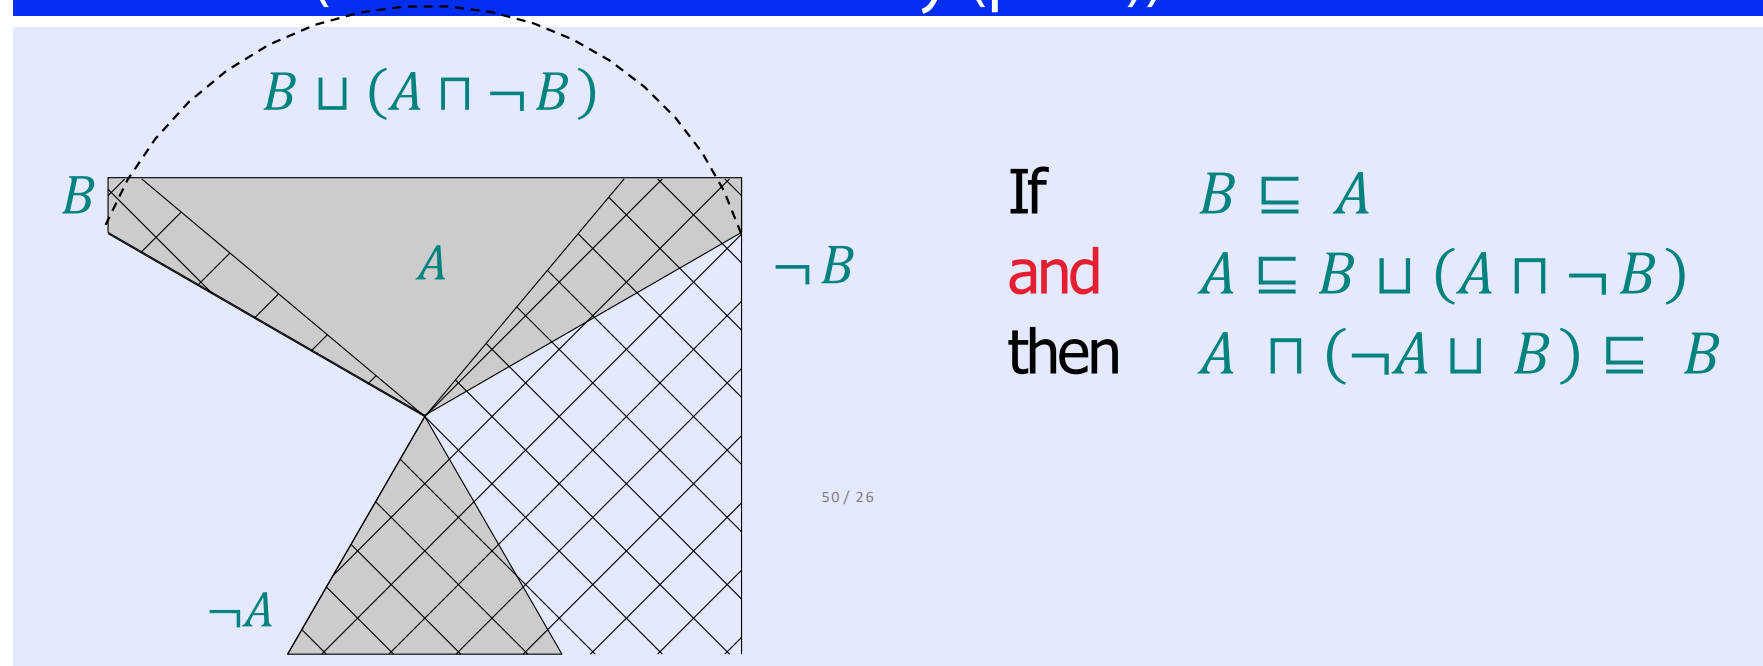 B ⊔ (A ⊓ ¬B)
B
A
¬B
¬A
If B ⊑ A
and A ⊑ B ⊔ (A ⊓ ¬B)
then A ⊓ (¬A ⊔ B) ⊑ B
50 / 26